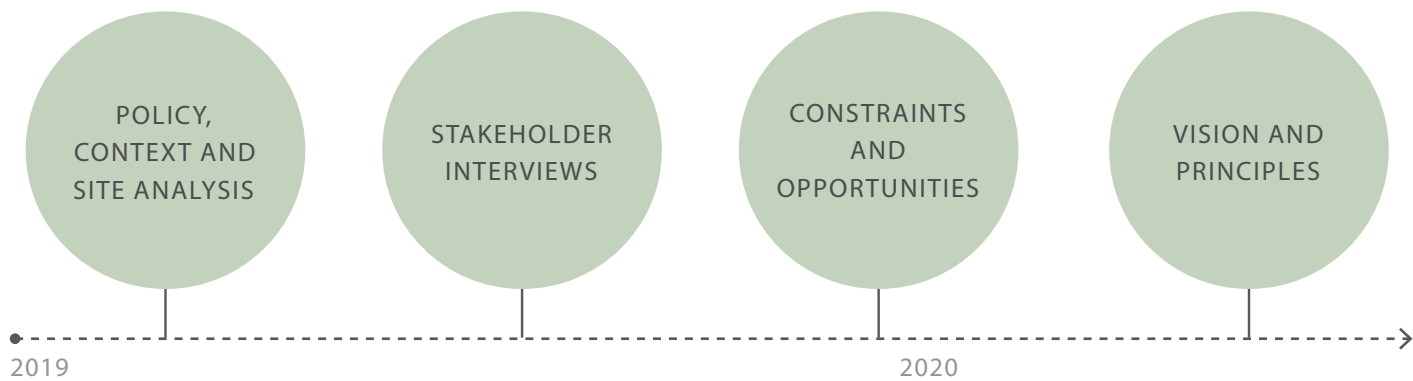 POLICY,
CONTEXT AND
SITE ANALYSIS
STAKEHOLDER
INTERVIEWS
CONSTRAINTS
AND
OPPORTUNITIES
VISION AND
PRINCIPLES
2019
2020